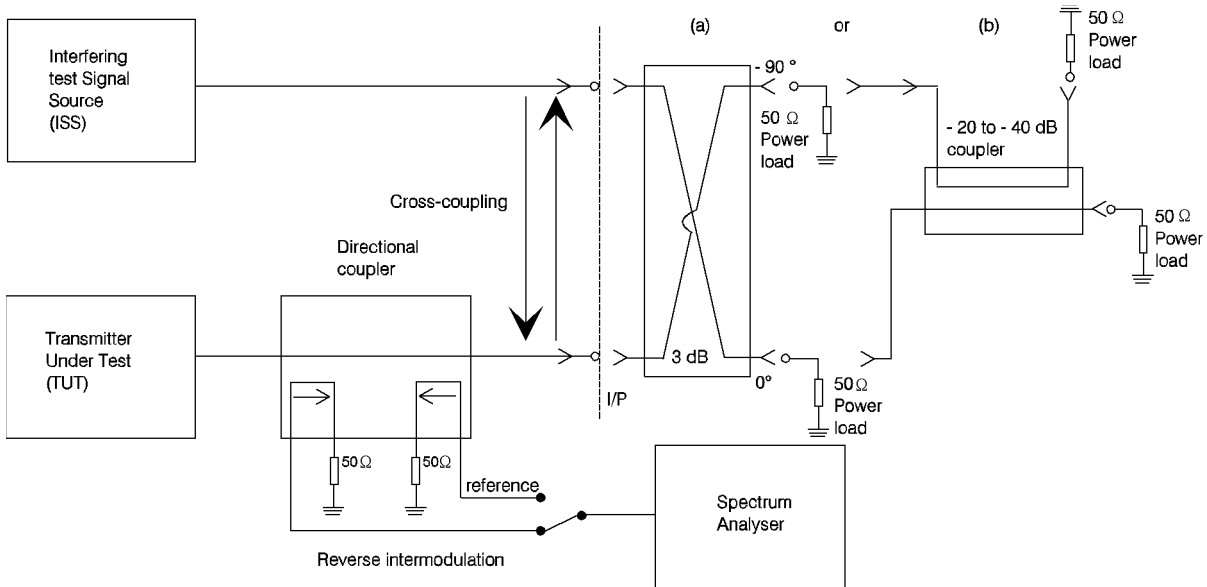 Interfering
test Signal
Source
(ISS)
(a)
or
(b)
- 90 °
50 Ω
Power
load
- 20 to - 40 dB
coupler
50 Ω
Power
load
50 Ω
Power
load
Cross-coupling
Directional
coupler
Transmitter
Under Test
(TUT)
3 dB
0°
I/P
50 Ω
Power
load
50 Ω
50 Ω
reference
Reverse intermodulation
Spectrum
Analyser